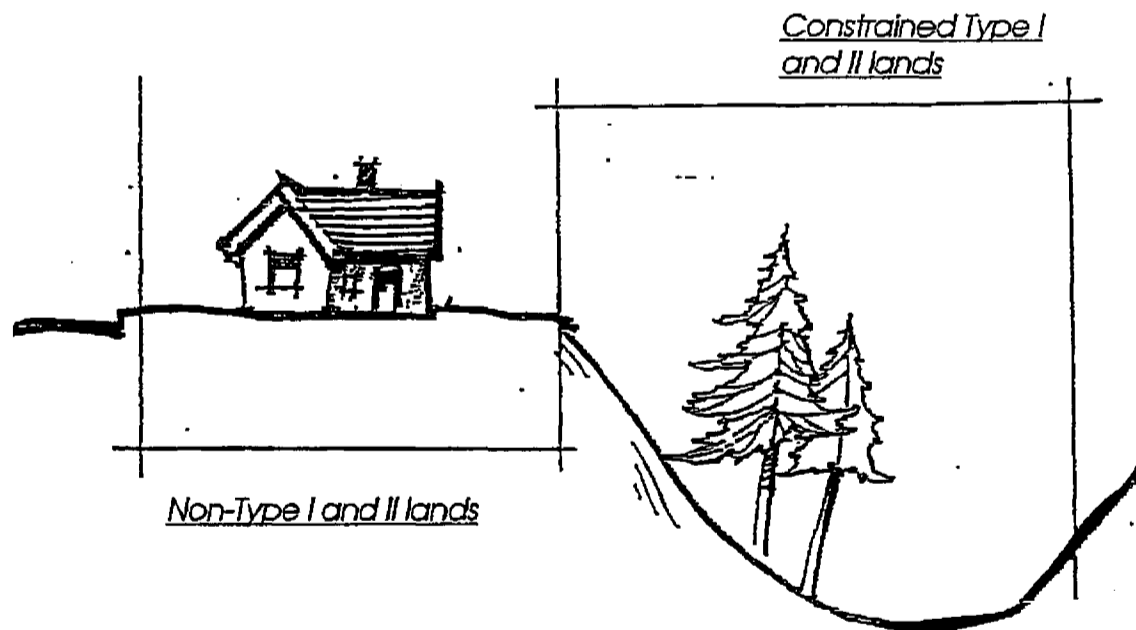 Constrained Type I
and II lands
Non-Type I and II lands